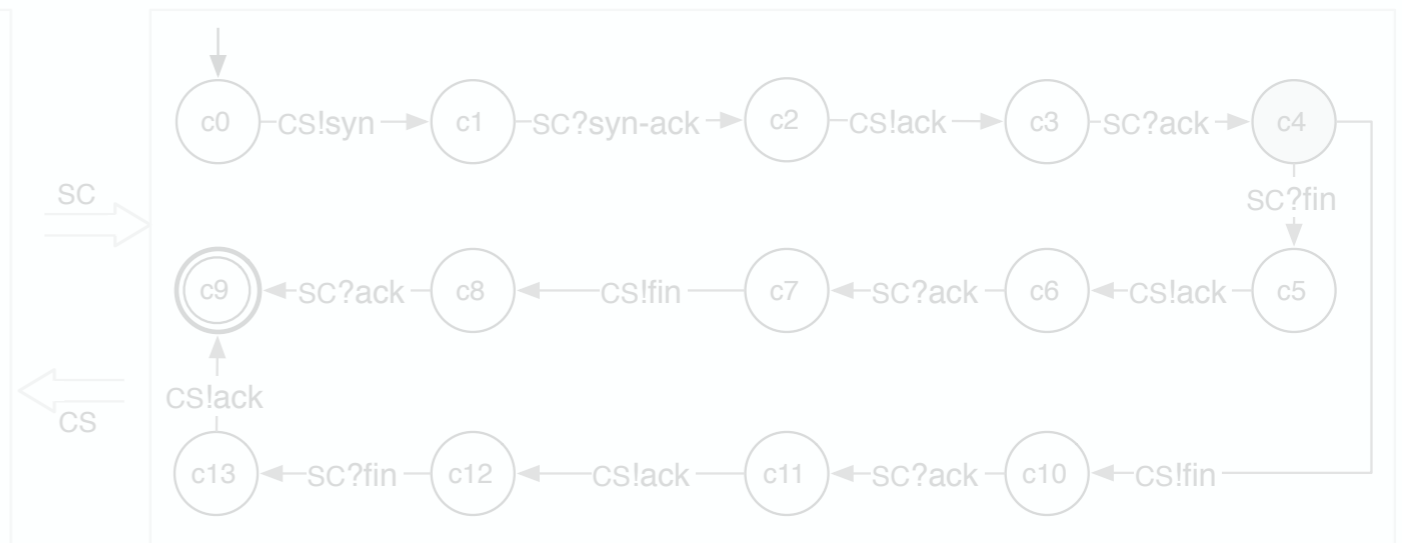 c0 CS!syn c1 SC?syn-ack c2 CS!ack c3 SC?ack c4
SC
SC?fin
c9 SC?ack c8 CS!fin c7 SC?ack c6 CS!ack c5
CS!ack
CS
c13 SC?fin c12 CS!ack c11 SC?ack c10 CS!fin